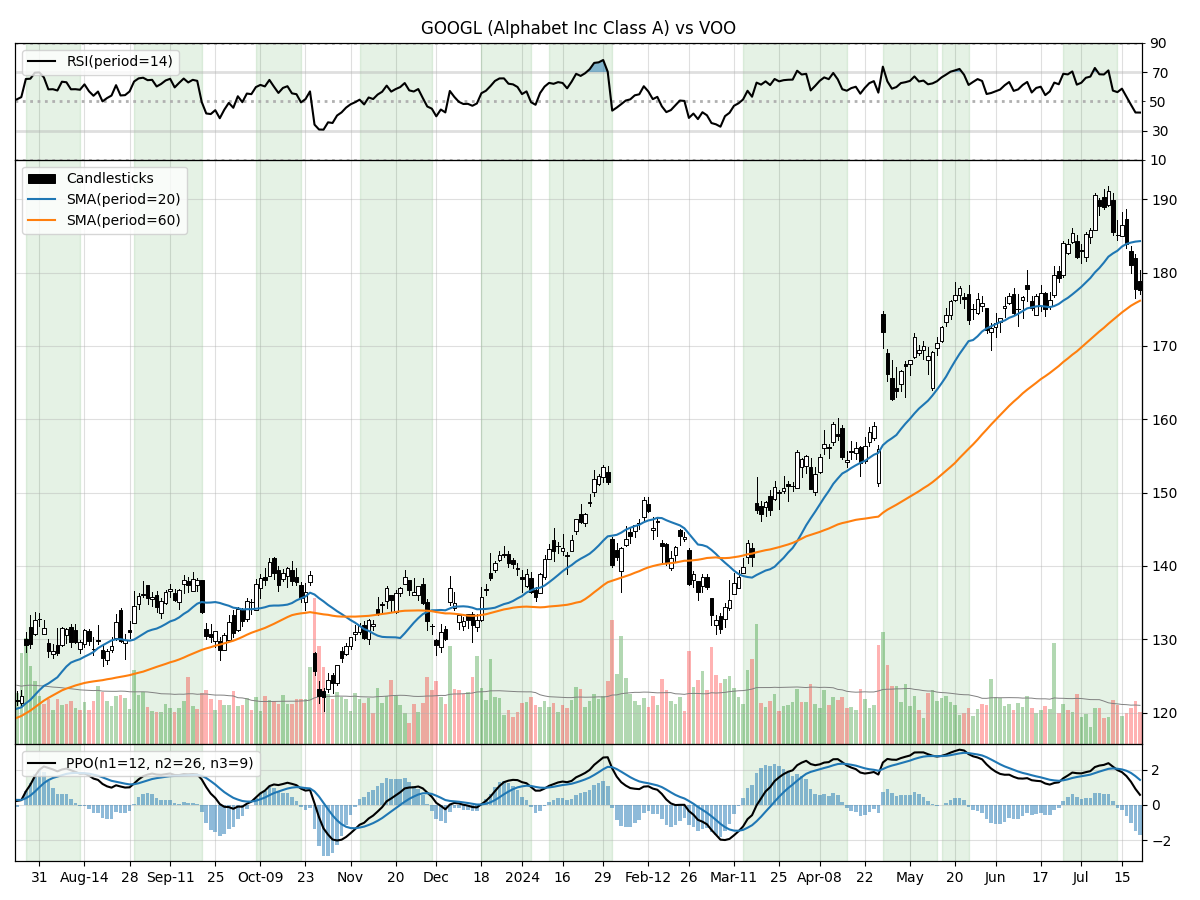 GOOGL (Alphabet Inc Class A) vs VOO
RSI(period=14)
90
70
50
30
10
Candlesticks
SMA(period=20)
SMA(period=60)
190
180
170
160
150
140
130
120
PPO(n1=12, n2=26, n3=9)
2
0
−2
31 Aug-14 28 Sep-11 25 Oct-09 23 Nov 20 Dec 18 2024 16 29 Feb-12 26 Mar-11 25 Apr-08 22 May 20 Jun 17 Jul 15